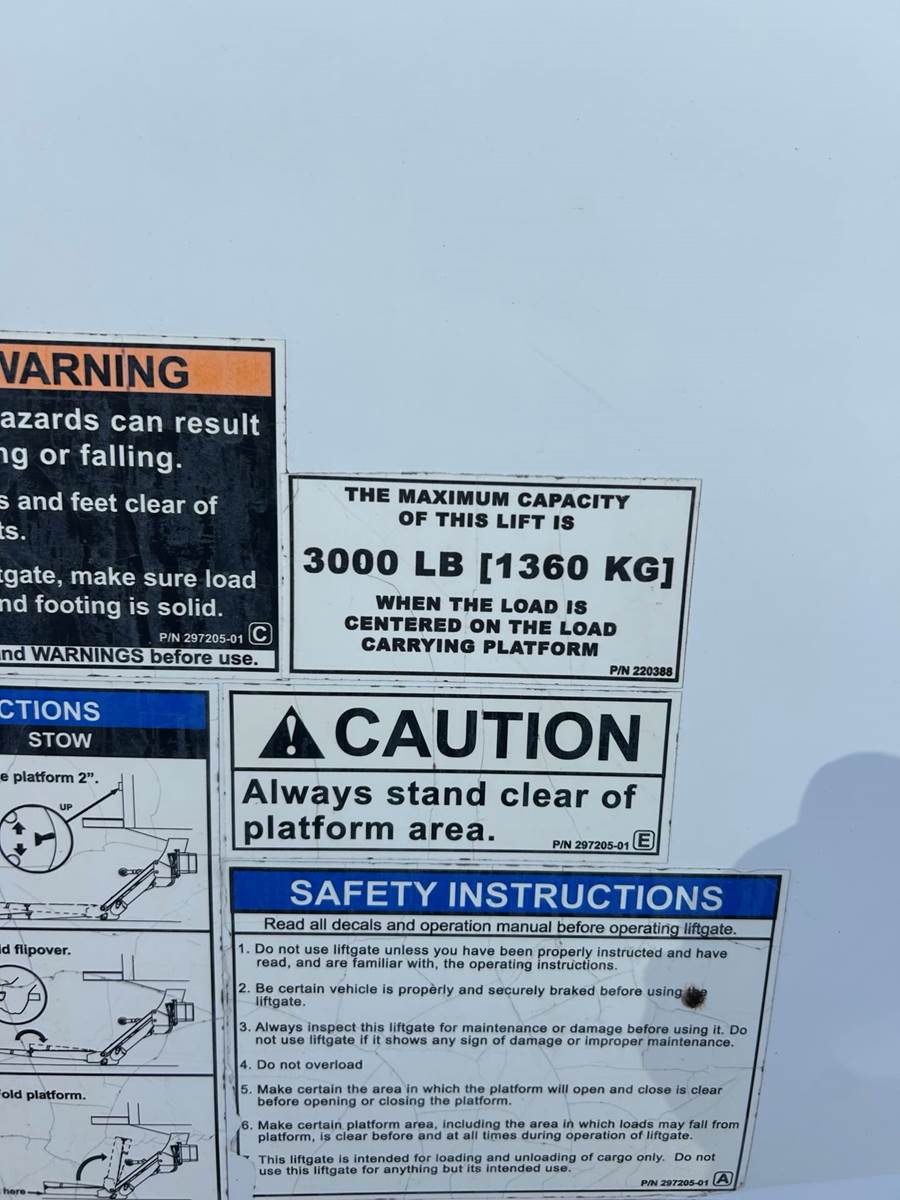 WARNING
azards can result
ng or falling.
s and feet clear of
ts.
tgate, make sure load
nd footing is solid.
P/N 297205-01 C
nd WARNINGS before use.
THE MAXIMUM CAPACITY
OF THIS LIFT IS
3000 LB [1360 KG]
WHEN THE LOAD IS
CENTERED ON THE LOAD
CARRYING PLATFORM
P/N 220388
CTIONS
STOW
e platform 2”.
UP
d flipover.
old platform.
here
CAUTION
Always stand clear of
platform area.
P/N 297205-01 E
SAFETY INSTRUCTIONS
Read all decals and operation manual before operating liftgate.
1. Do not use liftgate unless you have been properly instructed and have
read, and are familiar with, the operating instructions.
2. Be certain vehicle is properly and securely braked before using the
liftgate.
3. Always inspect this liftgate for maintenance or damage before using it. Do
not use liftgate if it shows any sign of damage or improper maintenance.
4. Do not overload
5. Make certain the area in which the platform will open and close is clear
before opening or closing the platform.
6. Make certain platform area, including the area in which loads may fall from
platform, is clear before and at all times during operation of liftgate.
This liftgate is intended for loading and unloading of cargo only. Do not
use this liftgate for anything but its intended use.
P/N 297205-01 A